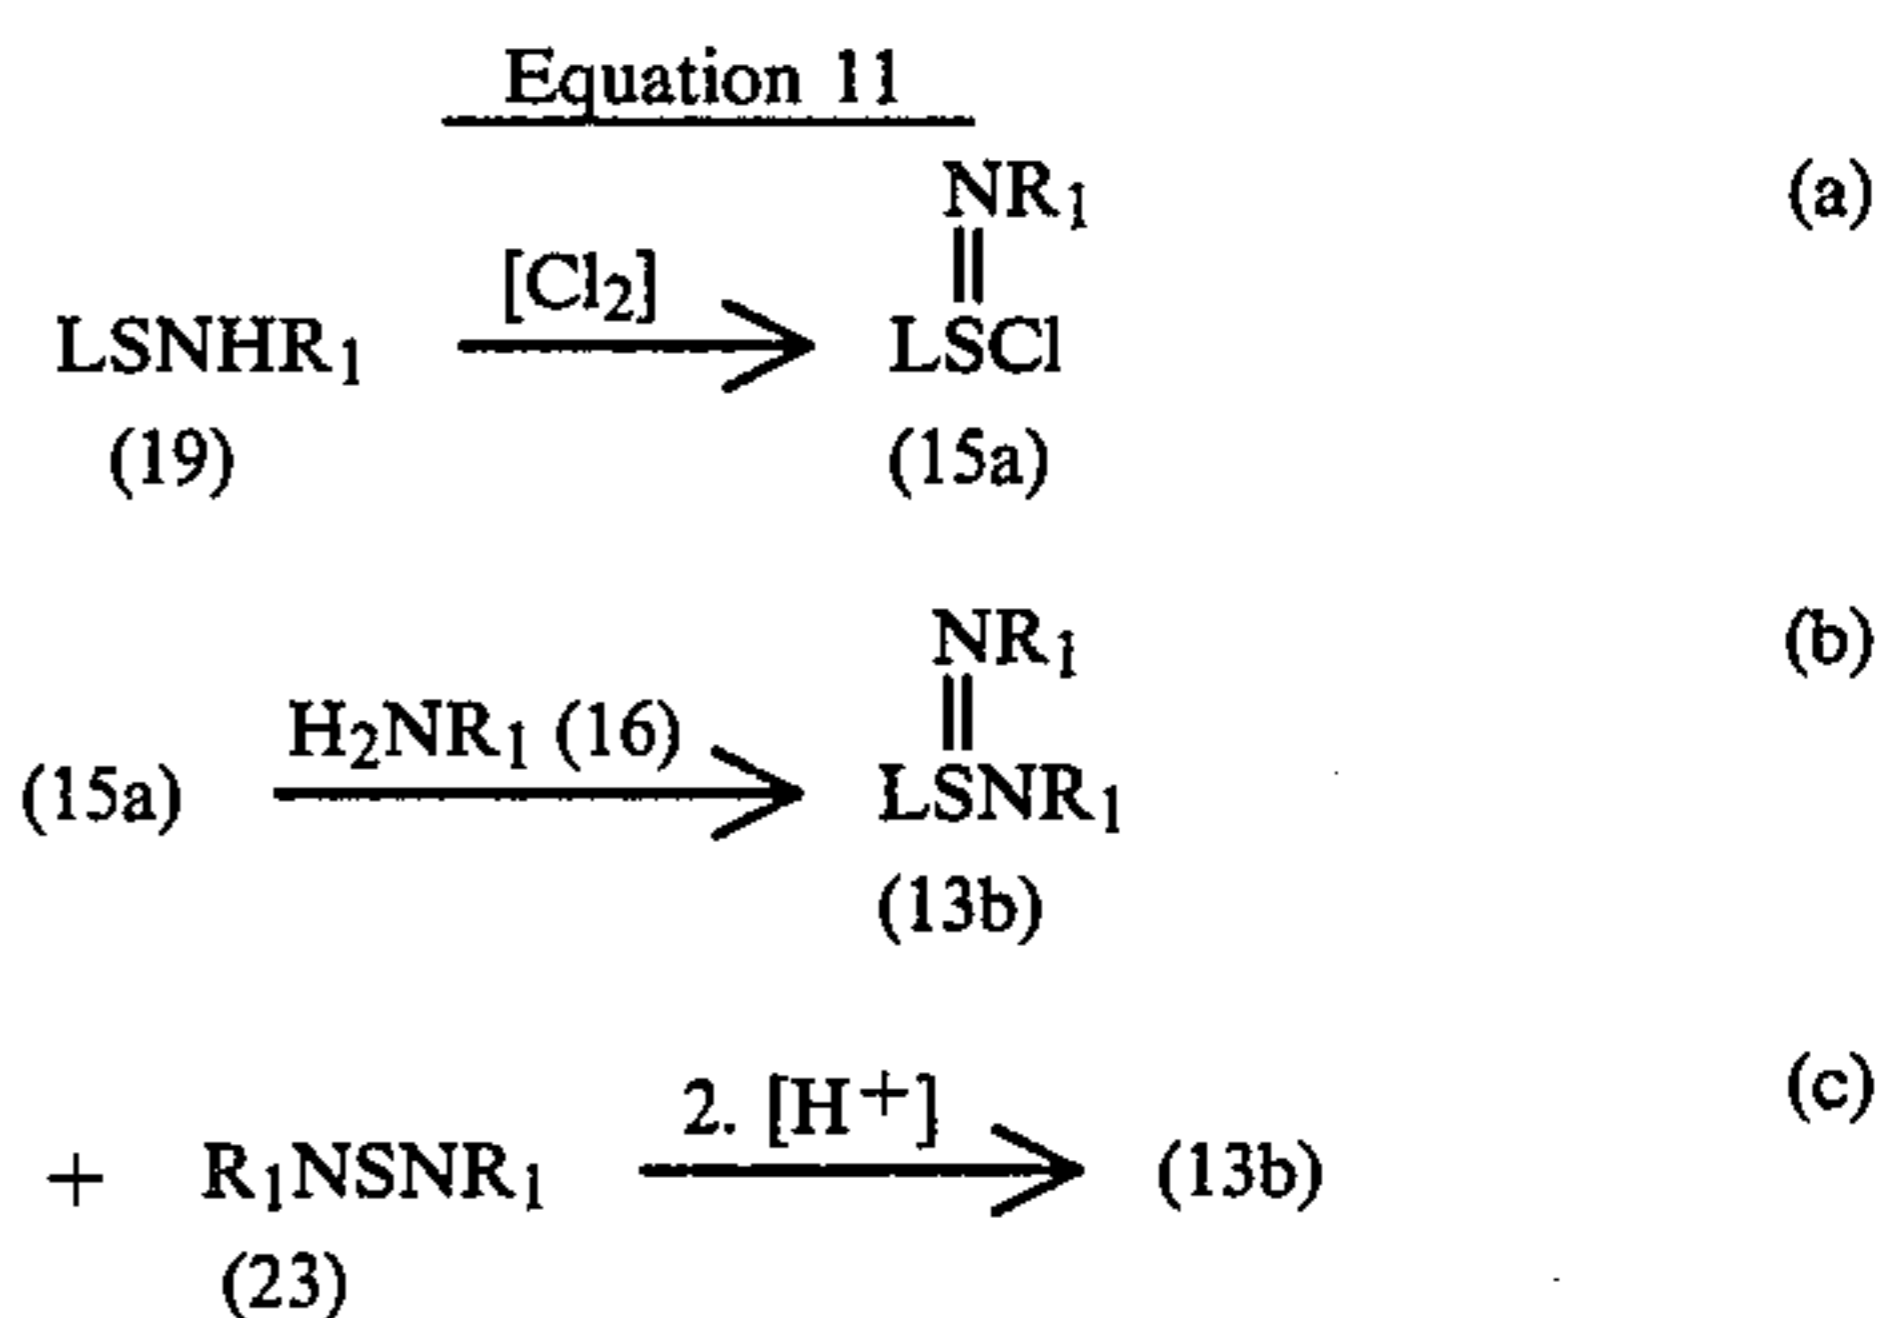 Equation 11
NR1 (a)
||
LSNHR1 [Cl2] LSCl
(19) (15a)
NR1 (b)
||
(15a) H2NR1 (16) LSNR1
(13b)
(c)
+ R1NSNR1 2. [H+] (13b)
(23)